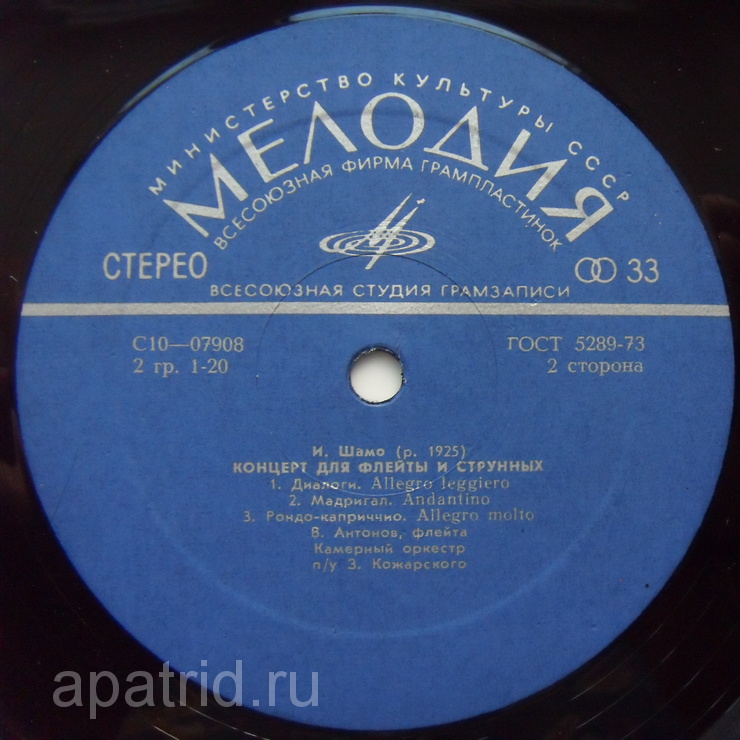 МИНИСТЕРСТВО КУЛЬТУРЫ СССР
МЕЛОДИЯ
ВСЕСОЮЗНАЯ ФИРМА ГРАМПЛАСТИНОК
СТЕРЕО 33
ВСЕСОЮЗНАЯ СТУДИЯ ГРАМЗАПИСИ
С10—07908 ГОСТ 5289-73
2 гр. 1-20 2 сторона
И. Шамо (р. 1925)
КОНЦЕРТ ДЛЯ ФЛЕЙТЫ И СТРУННЫХ
1. Диалоги. Allegro leggiero
2. Мадригал. Andantino
3. Рондо-каприччио. Allegro molto
В. Антонов, флейта
Камерный оркестр
п/у З. Кожарского
apatrid.ru